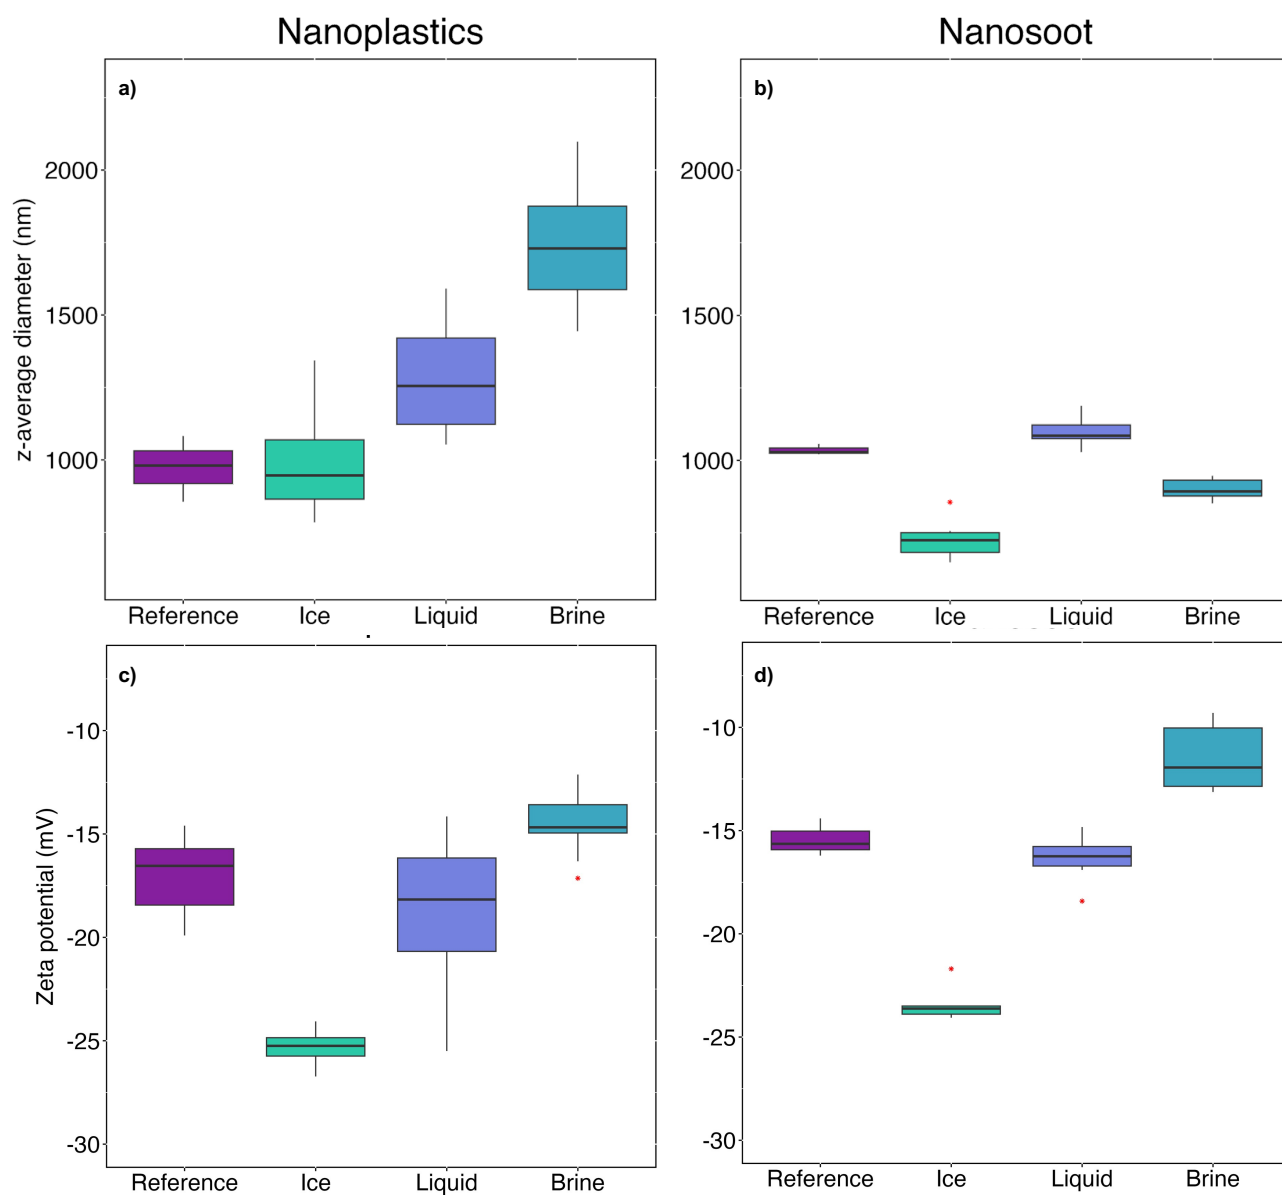 Nanoplastics
Nanosoot
a)
b)
z-average diameter (nm)
2000
1500
1000
2000
1500
1000
Reference Ice Liquid Brine
Reference Ice Liquid Brine
c)
d)
Zeta potential (mV)
-10
-15
-20
-25
-30
-10
-15
-20
-25
-30
Reference Ice Liquid Brine
Reference Ice Liquid Brine